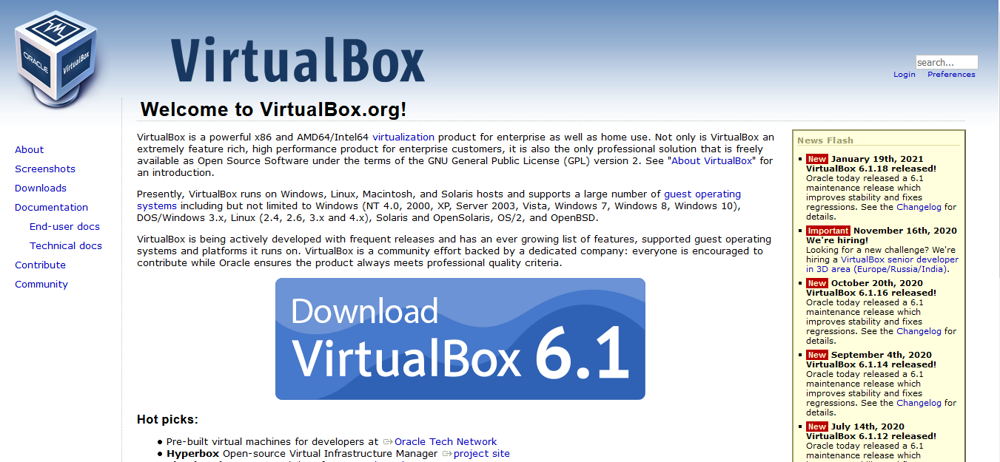 ORACLE
VirtualBox
VirtualBox
search...
Login Preferences
Welcome to VirtualBox.org!
About
Screenshots
Downloads
Documentation
End-user docs
Technical docs
Contribute
Community
VirtualBox is a powerful x86 and AMD64/Intel64 virtualization product for enterprise as well as home use. Not only is VirtualBox an
extremely feature rich, high performance product for enterprise customers, it is also the only professional solution that is freely
available as Open Source Software under the terms of the GNU General Public License (GPL) version 2. See "About VirtualBox" for
an introduction.
Presently, VirtualBox runs on Windows, Linux, Macintosh, and Solaris hosts and supports a large number of guest operating
systems including but not limited to Windows (NT 4.0, 2000, XP, Server 2003, Vista, Windows 7, Windows 8, Windows 10),
DOS/Windows 3.x, Linux (2.4, 2.6, 3.x and 4.x), Solaris and OpenSolaris, OS/2, and OpenBSD.
VirtualBox is being actively developed with frequent releases and has an ever growing list of features, supported guest operating
systems and platforms it runs on. VirtualBox is a community effort backed by a dedicated company: everyone is encouraged to
contribute while Oracle ensures the product always meets professional quality criteria.
Download
VirtualBox 6.1
Hot picks:
Pre-built virtual machines for developers at Oracle Tech Network
Hyperbox Open-source Virtual Infrastructure Manager project site
News Flash
New January 19th, 2021
VirtualBox 6.1.18 released!
Oracle today released a 6.1
maintenance release which
improves stability and fixes
regressions. See the Changelog for
details.
Important November 16th, 2020
We're hiring!
Looking for a new challenge? We're
hiring a VirtualBox senior developer
in 3D area (Europe/Russia/India).
New October 20th, 2020
VirtualBox 6.1.16 released!
Oracle today released a 6.1
maintenance release which
improves stability and fixes
regressions. See the Changelog for
details.
New September 4th, 2020
VirtualBox 6.1.14 released!
Oracle today released a 6.1
maintenance release which
improves stability and fixes
regressions. See the Changelog for
details.
New July 14th, 2020
VirtualBox 6.1.12 released!
Oracle today released a 6.1
maintenance release which